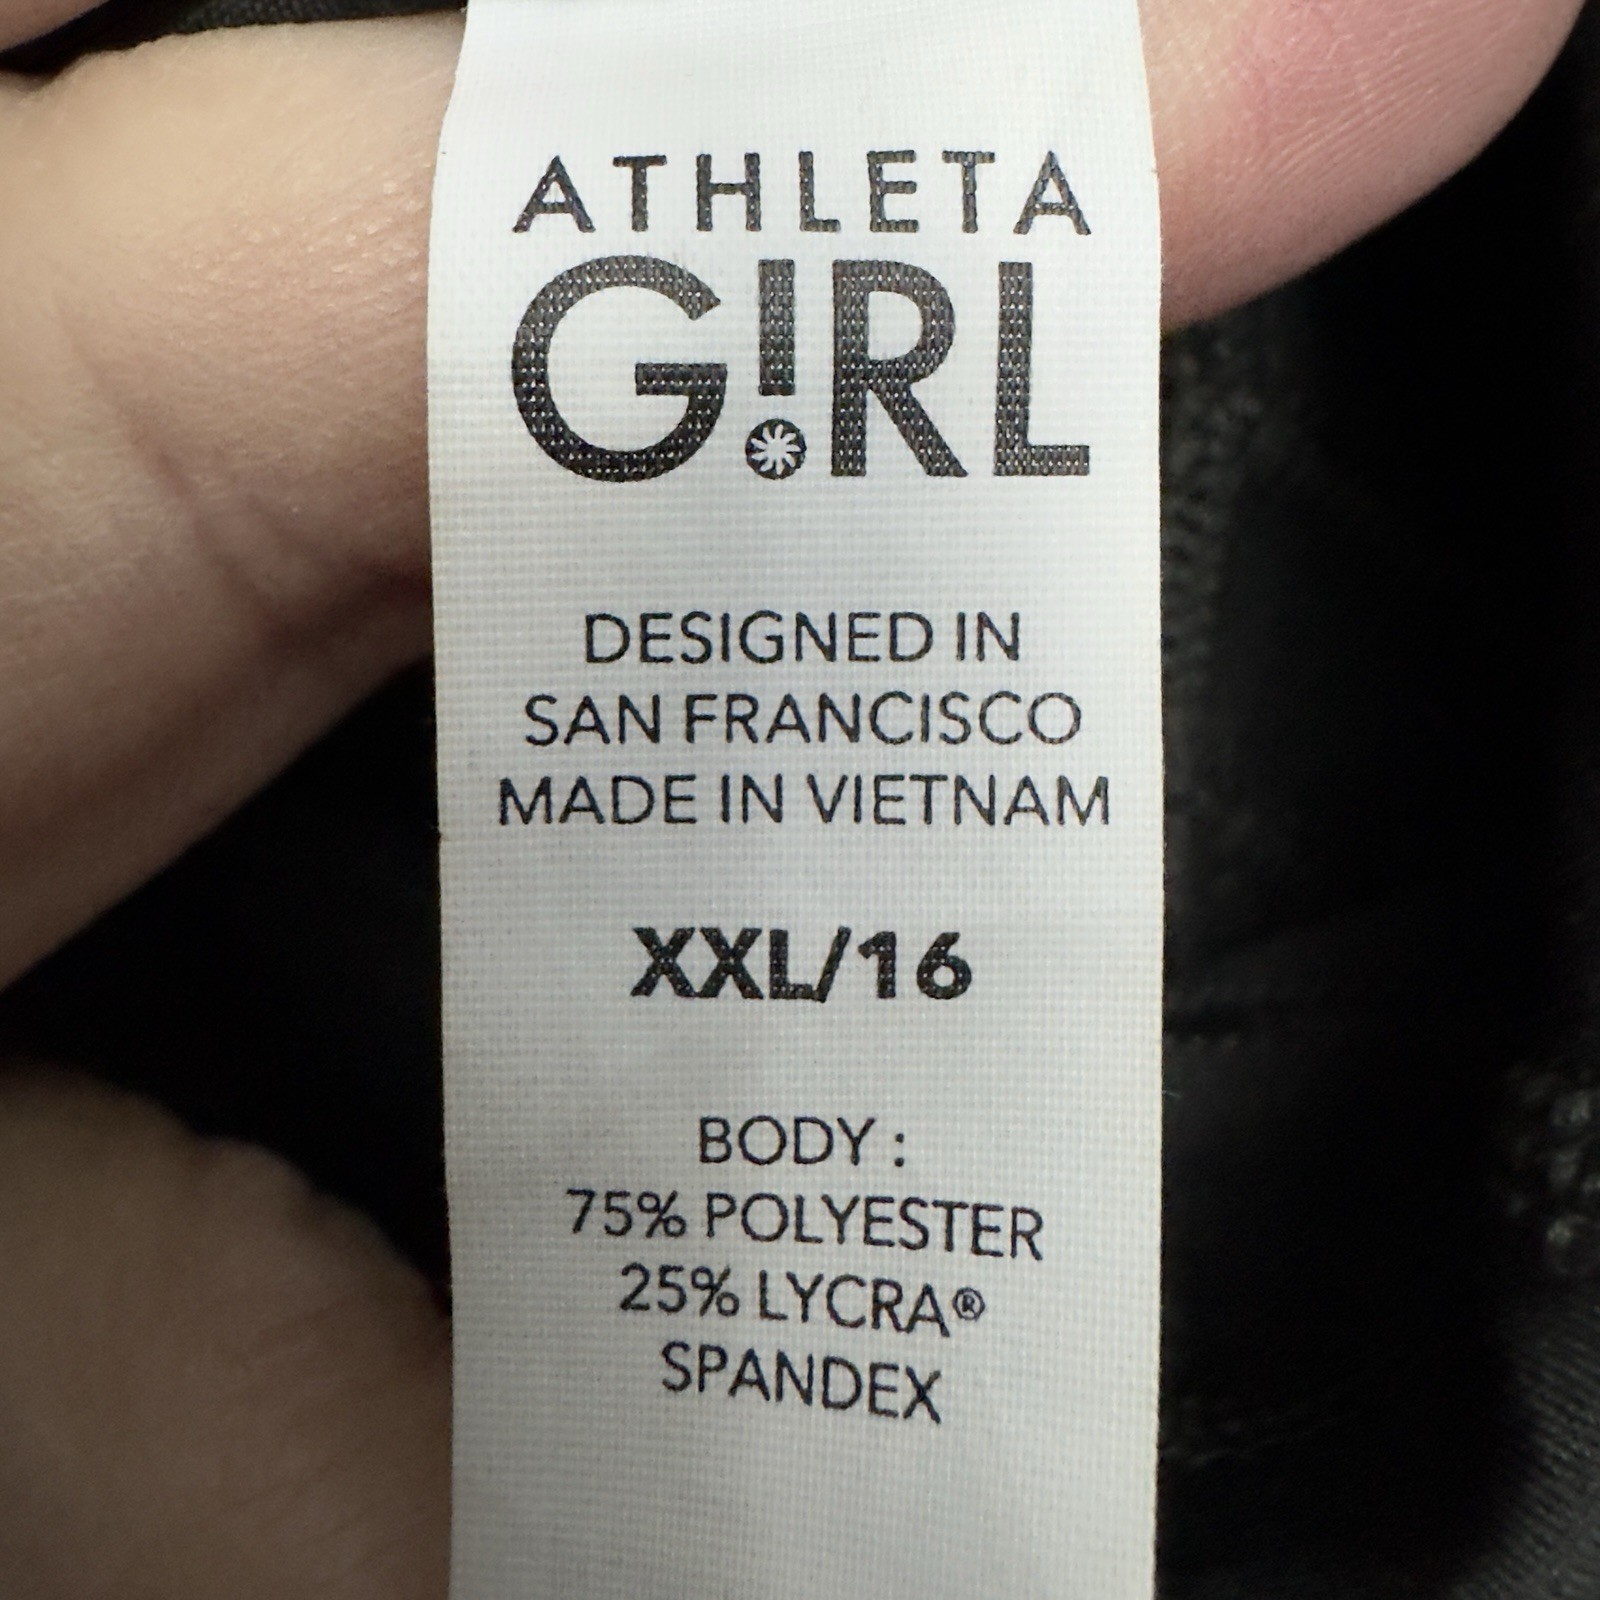 ATHLETA
G!RL
DESIGNED IN
SAN FRANCISCO
MADE IN VIETNAM
XXL/16
BODY :
75% POLYESTER
25% LYCRA®
SPANDEX